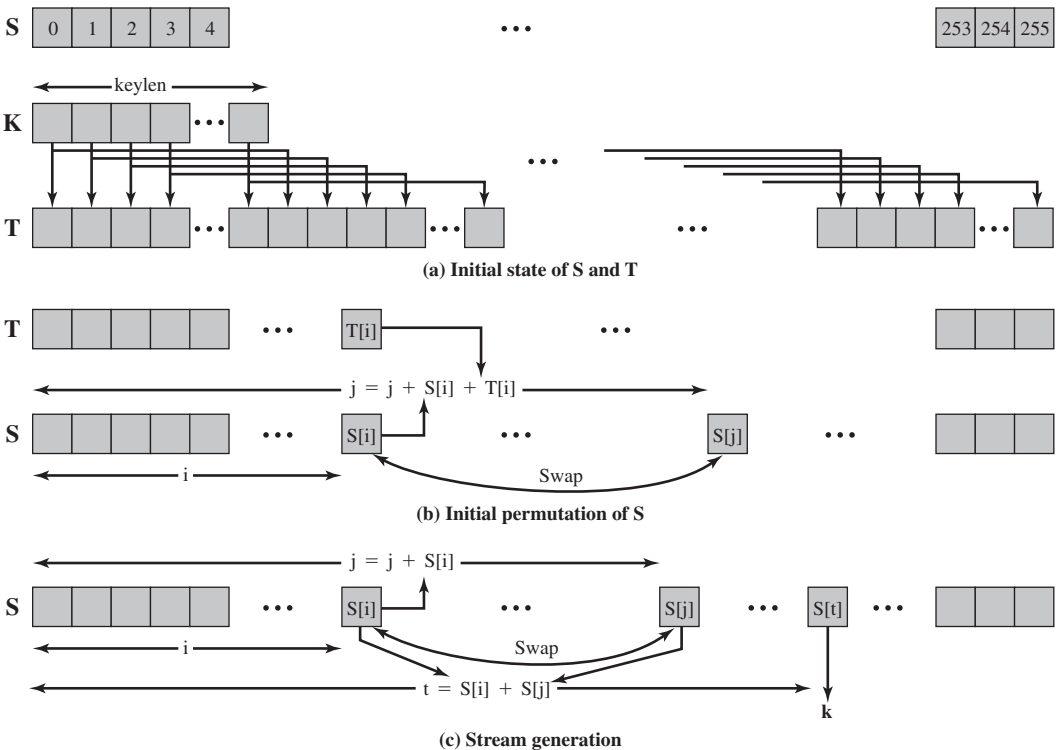 S 0 1 2 3 4 ... 253 254 255
keylen
K ...
...
T ... ... ... ...
(a) Initial state of S and T
T ... T[i] ...
j = j + S[i] + T[i]
S ... S[i] ... S[j] ...
i
Swap
(b) Initial permutation of S
j = j + S[i]
S ... S[i] ... S[j] ... S[t] ...
i
Swap
t = S[i] + S[j]
k
(c) Stream generation